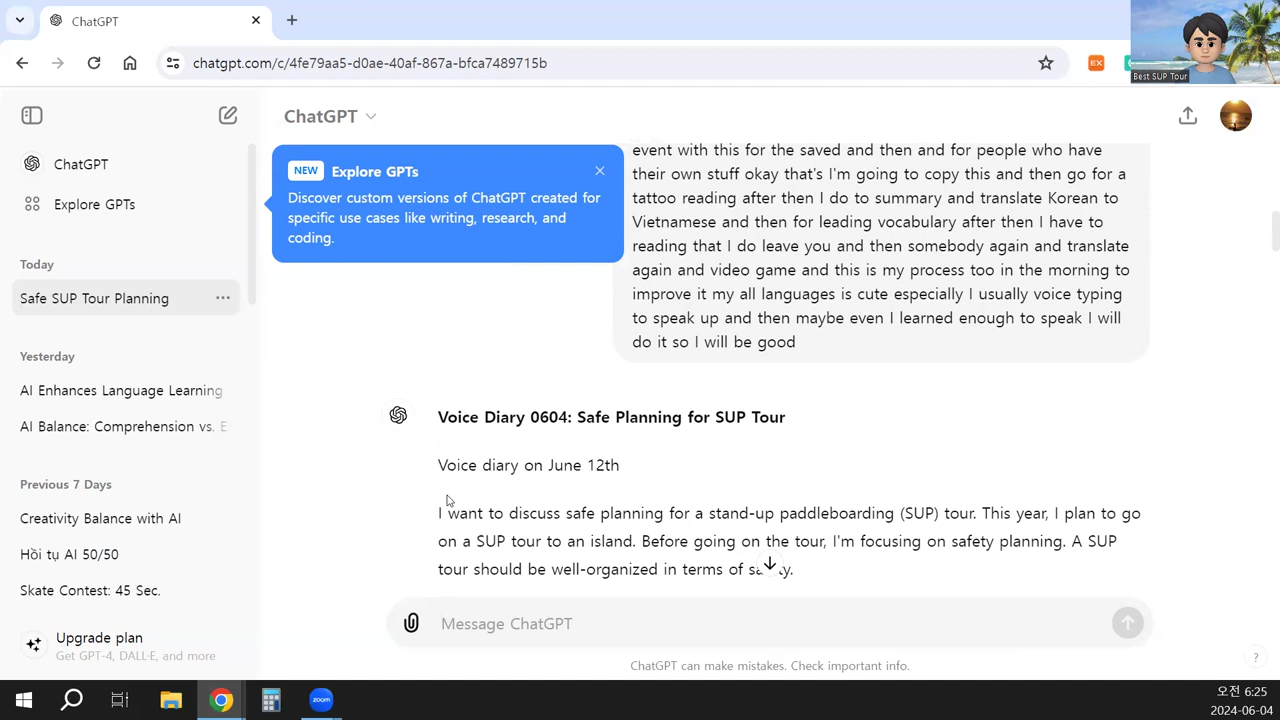 ChatGPT
chatgpt.com/c/4fe79aa5-d0ae-40af-867a-bfca7489715b
EX
Best SUP Tour
ChatGPT
Explore GPTs
Today
Safe SUP Tour Planning
Yesterday
AI Enhances Language Learning
AI Balance: Comprehension vs. E
Previous 7 Days
Creativity Balance with AI
Hồi tụ AI 50/50
Skate Contest: 45 Sec.
Upgrade plan
Get GPT-4, DALL·E, and more
ChatGPT
NEW Explore GPTs
Discover custom versions of ChatGPT created for
specific use cases like writing, research, and
coding.
event with this for the saved and then and for people who have
their own stuff okay that's I'm going to copy this and then go for a
tattoo reading after then I do to summary and translate Korean to
Vietnamese and then for leading vocabulary after then I have to
reading that I do leave you and then somebody again and translate
again and video game and this is my process too in the morning to
improve it my all languages is cute especially I usually voice typing
to speak up and then maybe even I learned enough to speak I will
do it so I will be good
Voice Diary 0604: Safe Planning for SUP Tour
Voice diary on June 12th
I want to discuss safe planning for a stand-up paddleboarding (SUP) tour. This year, I plan to go
on a SUP tour to an island. Before going on the tour, I'm focusing on safety planning. A SUP
tour should be well-organized in terms of
Message ChatGPT
ChatGPT can make mistakes. Check important info.
?
zoom
오전 6:25
2024-06-04